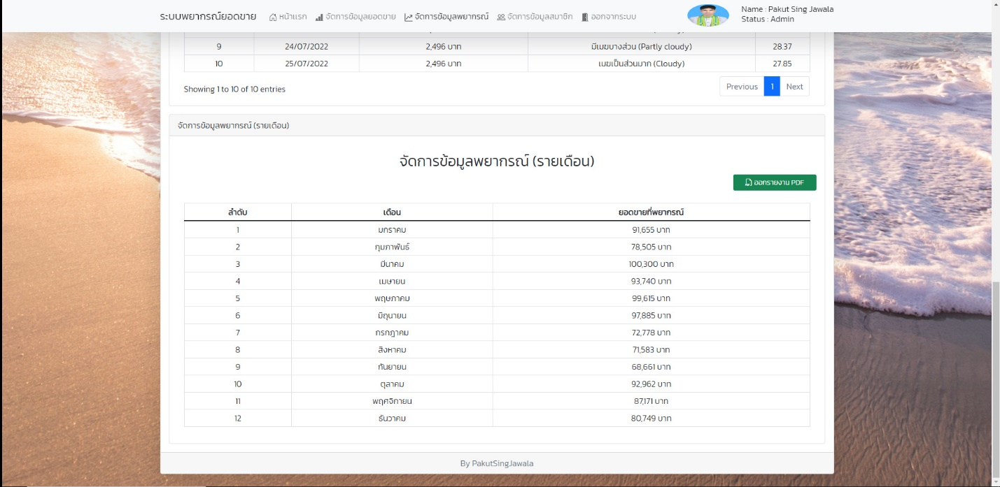 ระบบพยากรณ์ยอดขาย หน้าแรก จัดการข้อมูลยอดขาย จัดการข้อมูลพยากรณ์ จัดการข้อมูลสมาชิก ออกจากระบบ Name : Pakut Sing Jawala
Status : Admin
9 24/07/2022 2,496 บาท มีเมฆบางส่วน (Partly cloudy) 28.37
10 25/07/2022 2,496 บาท เมฆเป็นส่วนมาก (Cloudy) 27.85
Showing 1 to 10 of 10 entries Previous 1 Next
จัดการข้อมูลพยากรณ์ (รายเดือน)
จัดการข้อมูลพยากรณ์ (รายเดือน)
ออกรายงาน PDF
ลำดับ เดือน ยอดขายที่พยากรณ์
1 มกราคม 91,655 บาท
2 กุมภาพันธ์ 78,505 บาท
3 มีนาคม 100,300 บาท
4 เมษายน 93,740 บาท
5 พฤษภาคม 99,615 บาท
6 มิถุนายน 97,885 บาท
7 กรกฎาคม 72,778 บาท
8 สิงหาคม 71,583 บาท
9 กันยายน 68,661 บาท
10 ตุลาคม 92,962 บาท
11 พฤศจิกายน 87,171 บาท
12 ธันวาคม 80,749 บาท
By PakutSingJawala